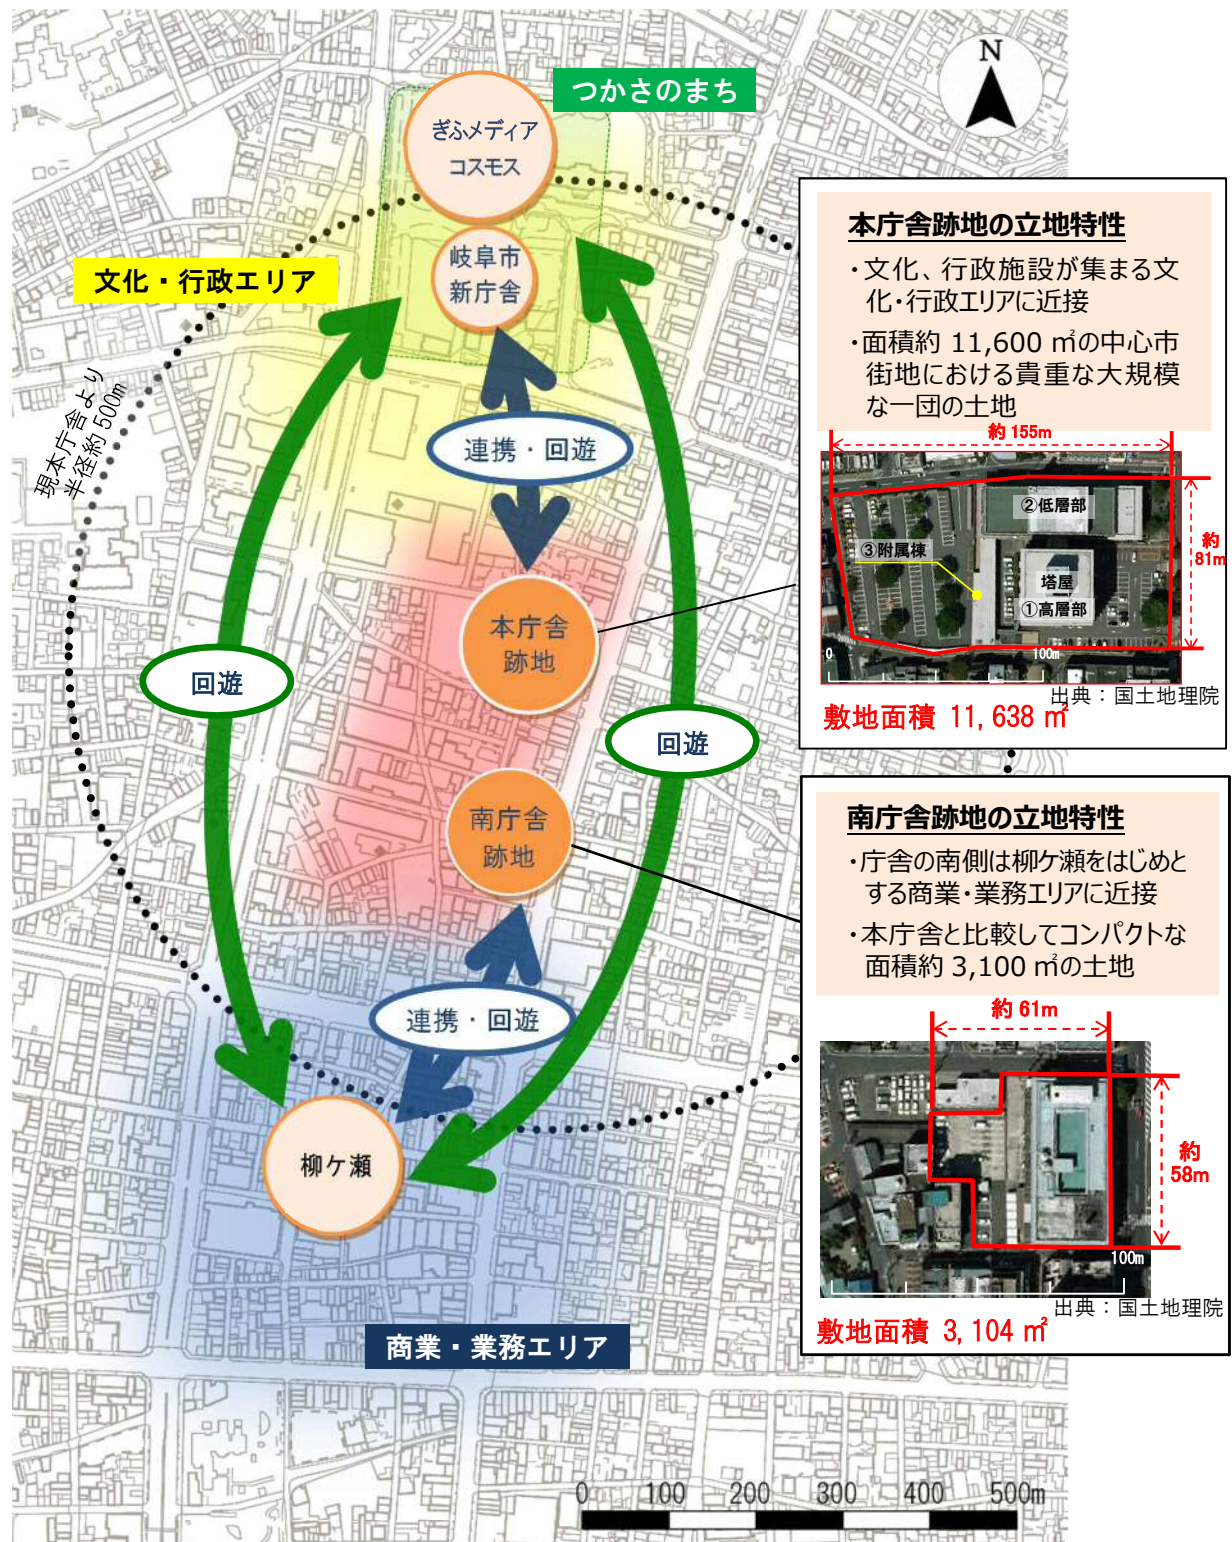 つかさのまち
N
ぎふメディア
コスモス
岐阜市
新庁舎
文化・行政エリア
現本庁舎より
半径約500m
連携・回遊
本庁舎
跡地
回遊
回遊
南庁舎
跡地
連携・回遊
柳ケ瀬
商業・業務エリア
0 100 200 300 400 500m
本庁舎跡地の立地特性
・文化、行政施設が集まる文
化・行政エリアに近接
・面積約 11,600 ㎡の中心市
街地における貴重な大規模
な一団の土地
約 155m
②低層部
③附属棟
塔屋
①高層部
約
81m
0 100m
出典：国土地理院
敷地面積 11,638 ㎡
南庁舎跡地の立地特性
・庁舎の南側は柳ケ瀬をはじめと
する商業・業務エリアに近接
・本庁舎と比較してコンパクトな
面積約 3,100 ㎡の土地
約 61m
約
58m
100m
出典：国土地理院
敷地面積 3,104 ㎡